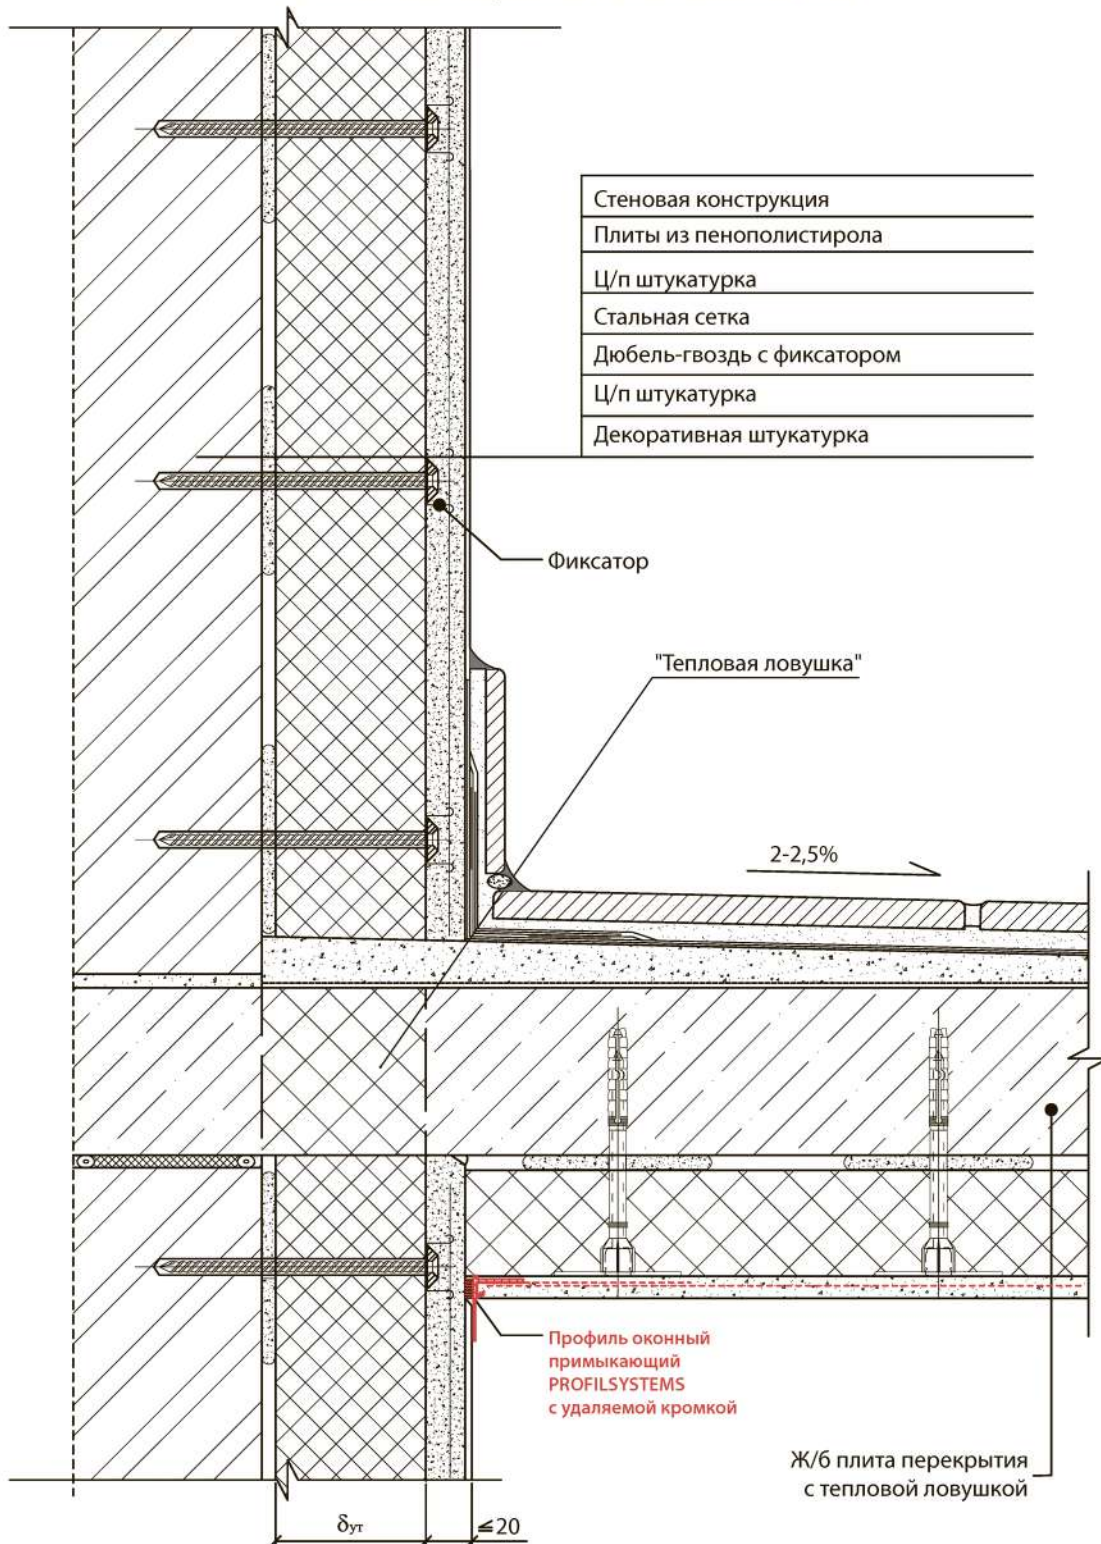 Стеновая конструкция
Плиты из пенополистирола
Ц/п штукатурка
Стальная сетка
Дюбель-гвоздь с фиксатором
Ц/п штукатурка
Декоративная штукатурка
Фиксатор
"Тепловая ловушка"
2-2,5%
Профиль оконный
примыкающий
PROFILSYSTEMS
с удаляемой кромкой
Ж/б плита перекрытия
с тепловой ловушкой
δут
≤20